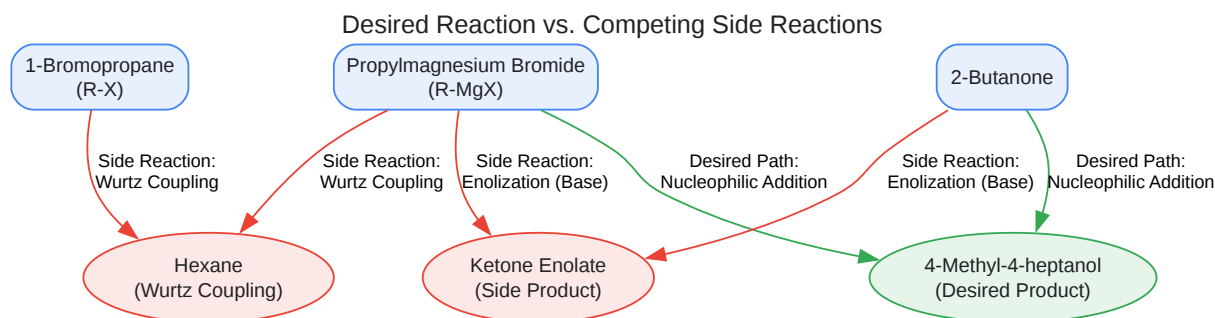 Desired Reaction vs. Competing Side Reactions
1-Bromopropane
(R-X)
Propylmagnesium Bromide
(R-MgX)
2-Butanone
Side Reaction:
Wurtz Coupling
Side Reaction:
Wurtz Coupling
Side Reaction:
Enolization (Base)
Desired Path:
Nucleophilic Addition
Side Reaction:
Enolization (Base)
Desired Path:
Nucleophilic Addition
Hexane
(Wurtz Coupling)
Ketone Enolate
(Side Product)
4-Methyl-4-heptanol
(Desired Product)